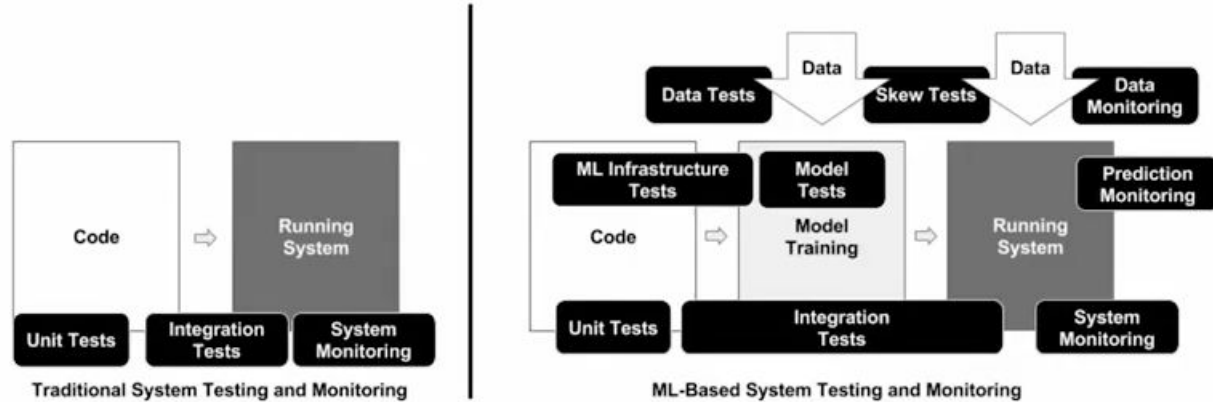 Code
Running
System
Unit Tests
Integration
Tests
System
Monitoring
Traditional System Testing and Monitoring
Data
Data
Data Tests
Skew Tests
Data
Monitoring
ML Infrastructure
Tests
Model
Tests
Prediction
Monitoring
Code
Model
Training
Running
System
Unit Tests
Integration
Tests
System
Monitoring
ML-Based System Testing and Monitoring